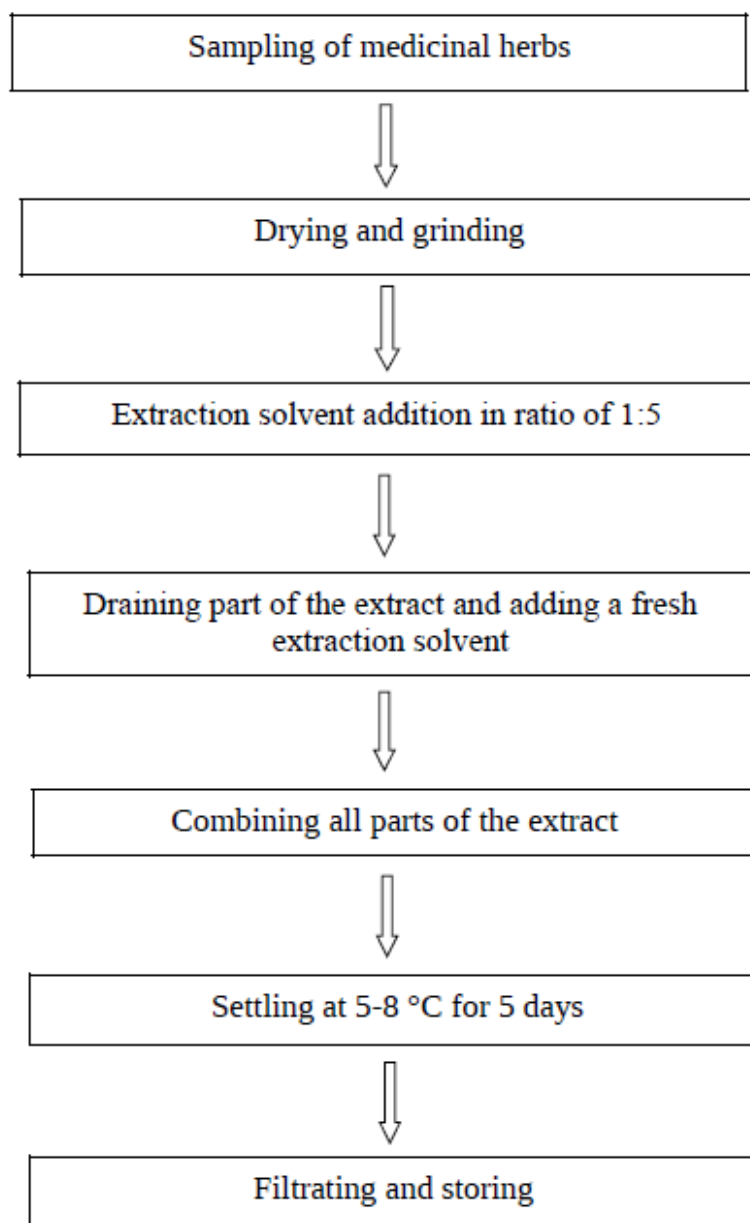 Sampling of medicinal herbs
Drying and grinding
Extraction solvent addition in ratio of 1:5
Draining part of the extract and adding a fresh
extraction solvent
Combining all parts of the extract
Settling at 5-8 °C for 5 days
Filtrating and storing